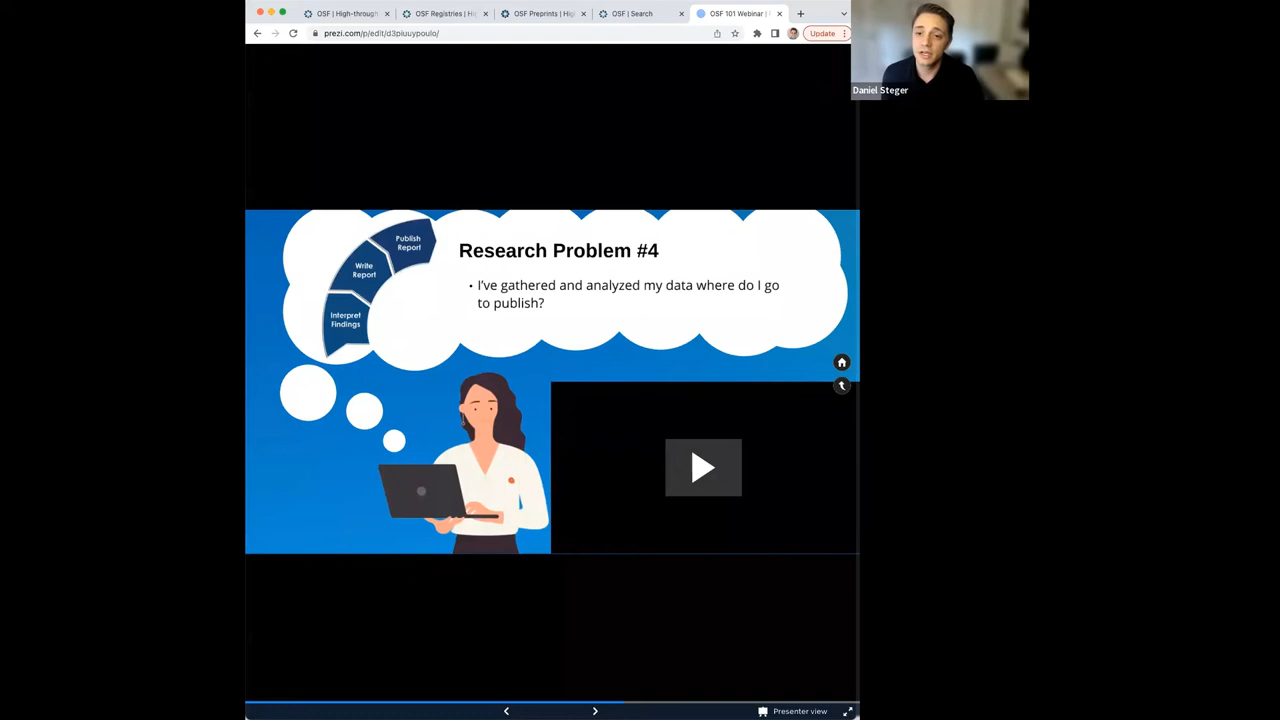 OSF | High-through
OSF Registries | Hig
OSF Preprints | Hig
OSF | Search
OSF 101 Webinar |
prezi.com/p/edit/d3piuuypoulo/
Update
Daniel Steger
Publish
Report
Write
Report
Interpret
Findings
Research Problem #4
• I've gathered and analyzed my data where do I go
to publish?
Presenter view